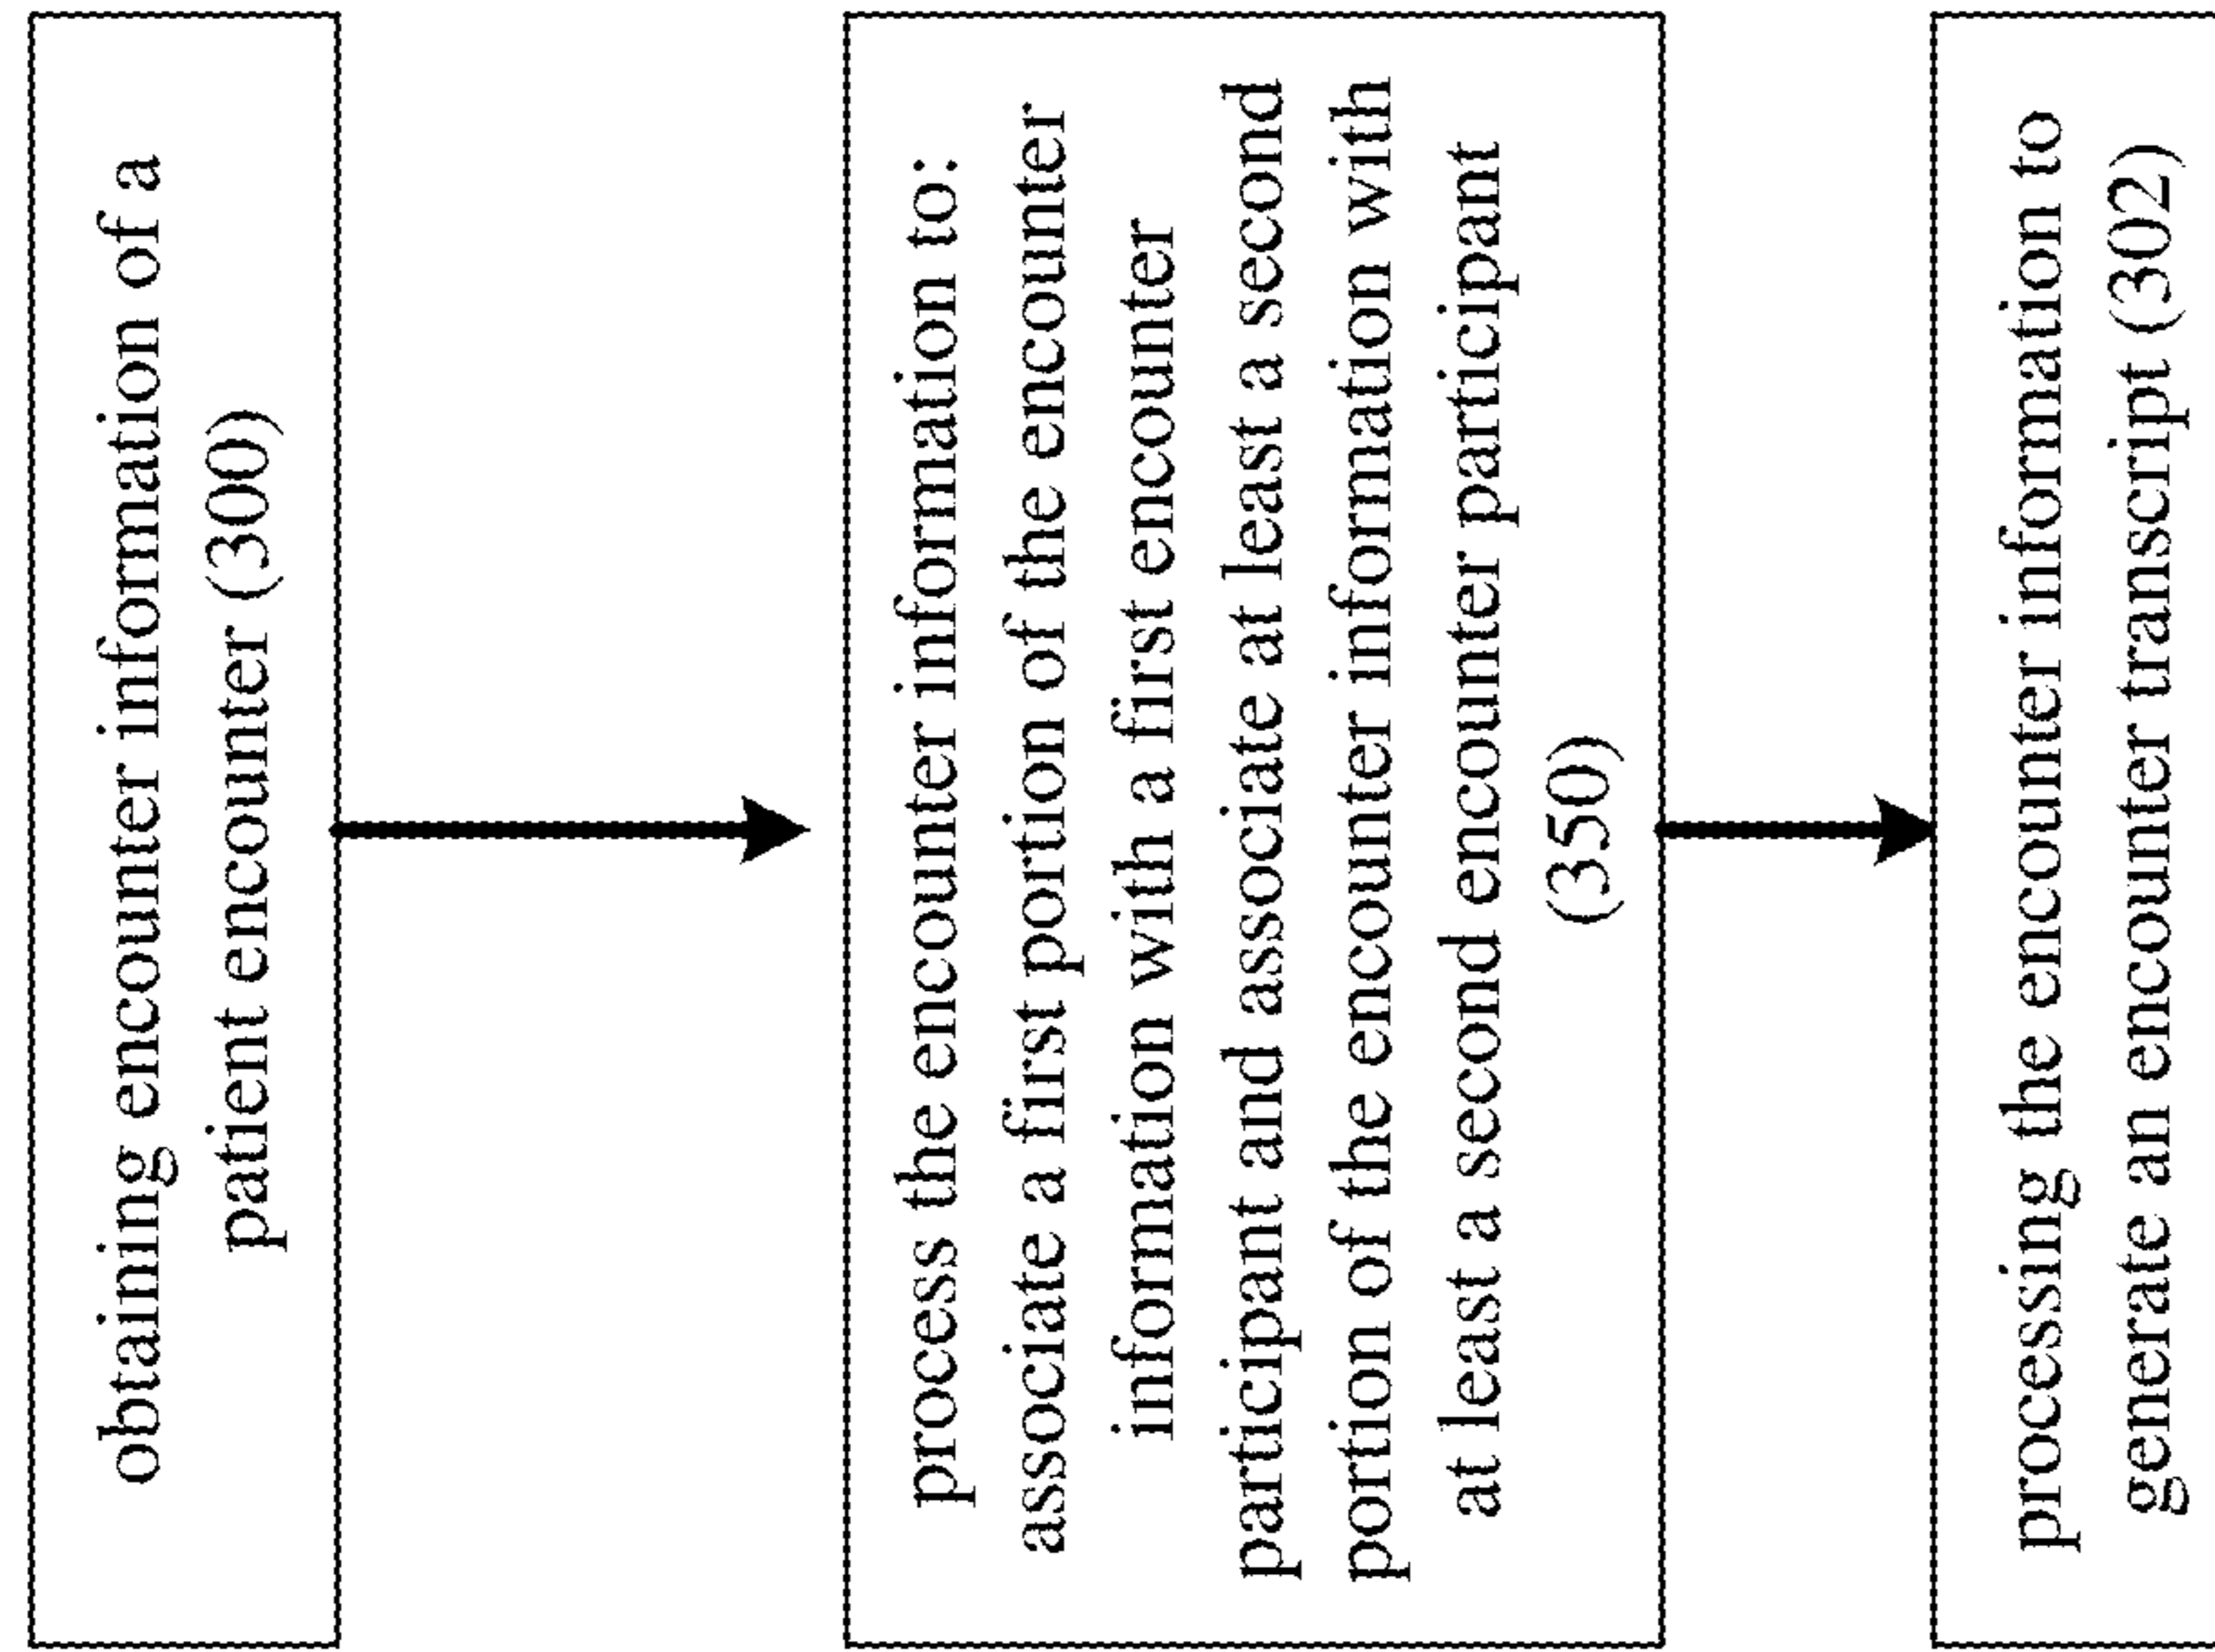 obtaining encounter information of a
patient encounter (300)
process the encounter information to:
associate a first portion of the encounter
information with a first encounter
participant and associate at least a second
portion of the encounter information with
at least a second encounter participant
(350)
processing the encounter information to
generate an encounter transcript (302)